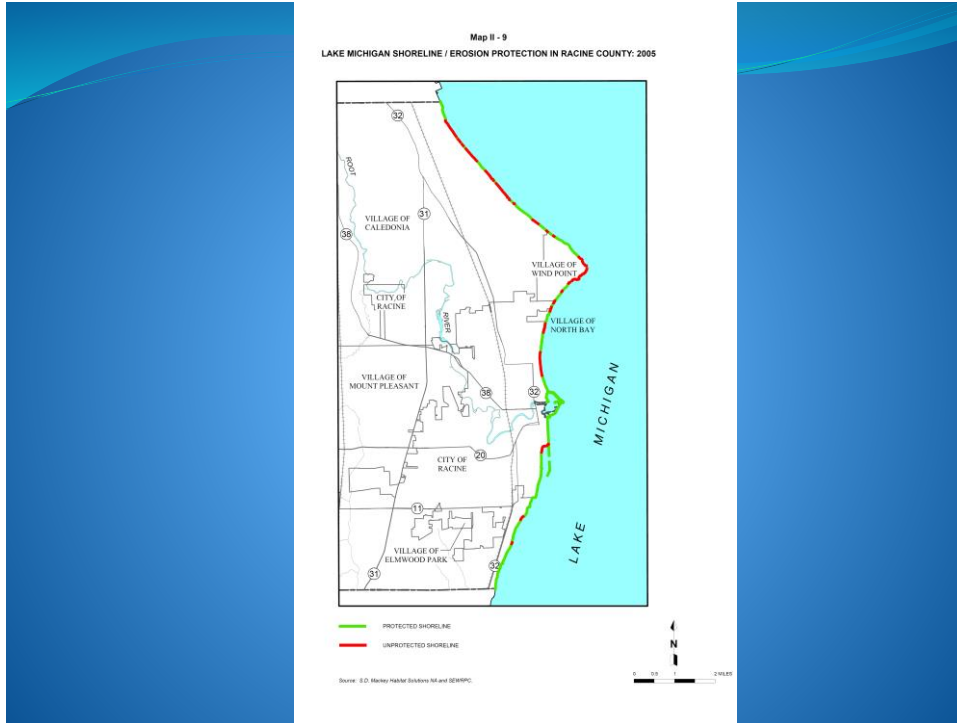 Map II - 9
LAKE MICHIGAN SHORELINE / EROSION PROTECTION IN RACINE COUNTY: 2005
32
ROOT
31
VILLAGE OF
CALEDONIA
38
VILLAGE OF
WIND POINT
CITY OF
RACINE
RIVER
VILLAGE OF
NORTH BAY
VILLAGE OF
MOUNT PLEASANT
38
32
MICHIGAN
20
CITY OF
RACINE
11
LAKE
VILLAGE OF
ELMWOOD PARK
32
31
PROTECTED SHORELINE
UNPROTECTED SHORELINE
N
0 0.5 1 2 MILES
Source: S.D. Mackey Habitat Solutions NA and SEWRPC.